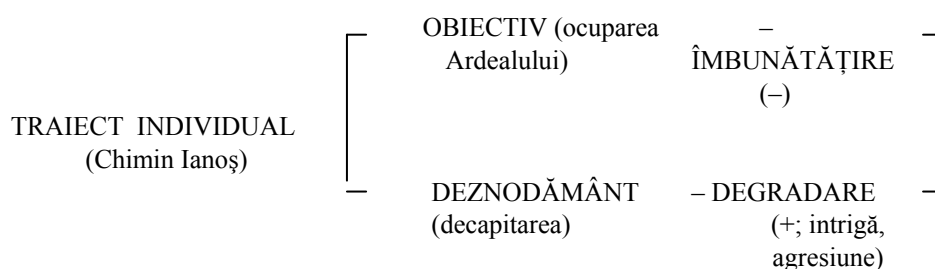 OBIECTIV (ocuparea – –
Ardealului) ÎMBUNĂTĂȚIRE
(–)
TRAIECT INDIVIDUAL
(Chimin Ianoş)
– DEZNODĂMÂNT – DEGRADARE –
(decapitarea) (+; intrigă,
agresiune)